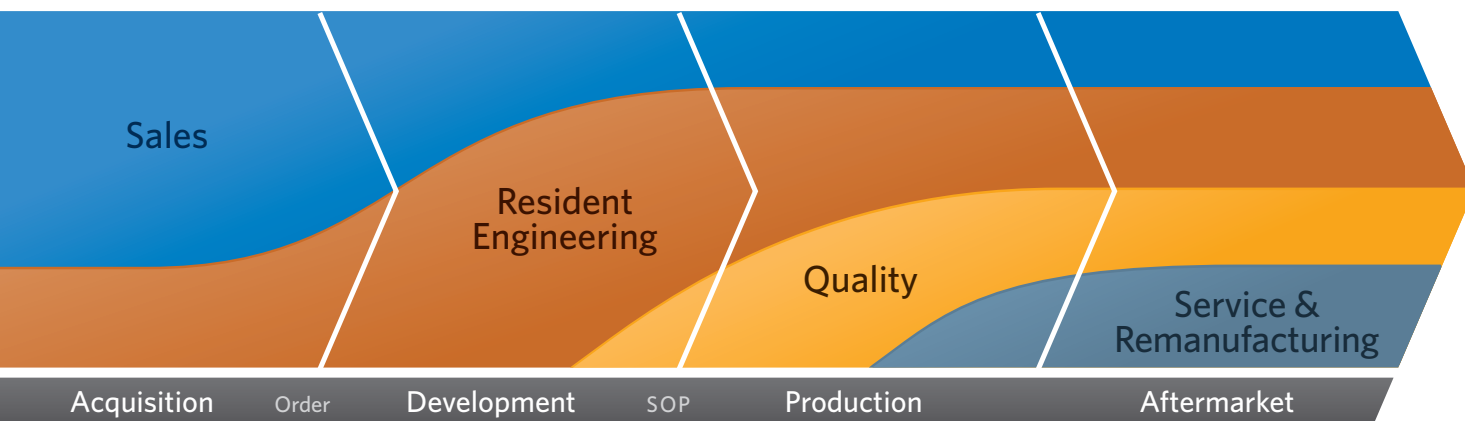 Sales
Resident
Engineering
Quality
Service &
Remanufacturing
Acquisition Order Development SOP Production Aftermarket